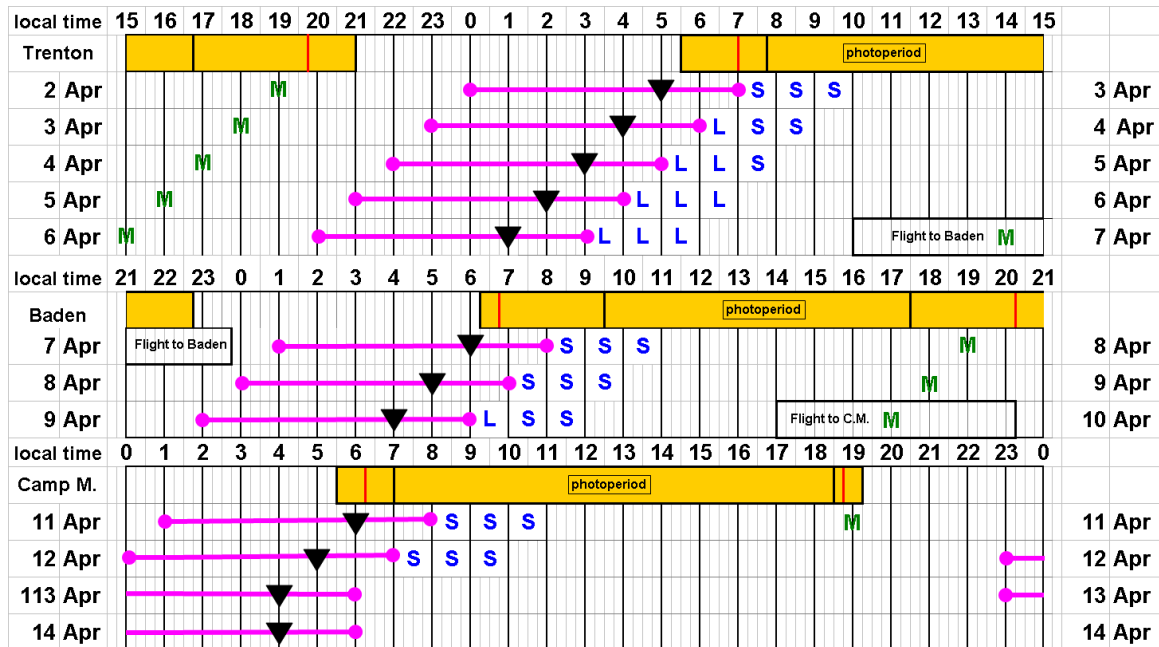 local time 15 16 17 18 19 20 21 22 23 0 1 2 3 4 5 6 7 8 9 10 11 12 13 14 15
Trenton photoperiod
2 Apr M S S S 3 Apr
3 Apr M L S S 4 Apr
4 Apr M L L S 5 Apr
5 Apr M L L L 6 Apr
6 Apr M L L L Flight to Baden M 7 Apr
local time 21 22 23 0 1 2 3 4 5 6 7 8 9 10 11 12 13 14 15 16 17 18 19 20 21
Baden photoperiod
7 Apr Flight to Baden S S S M 8 Apr
8 Apr S S S M 9 Apr
9 Apr L S S Flight to C.M. M 10 Apr
local time 0 1 2 3 4 5 6 7 8 9 10 11 12 13 14 15 16 17 18 19 20 21 22 23 0
Camp M. photoperiod
11 Apr S S S M 11 Apr
12 Apr S S S 12 Apr
113 Apr 13 Apr
14 Apr 14 Apr